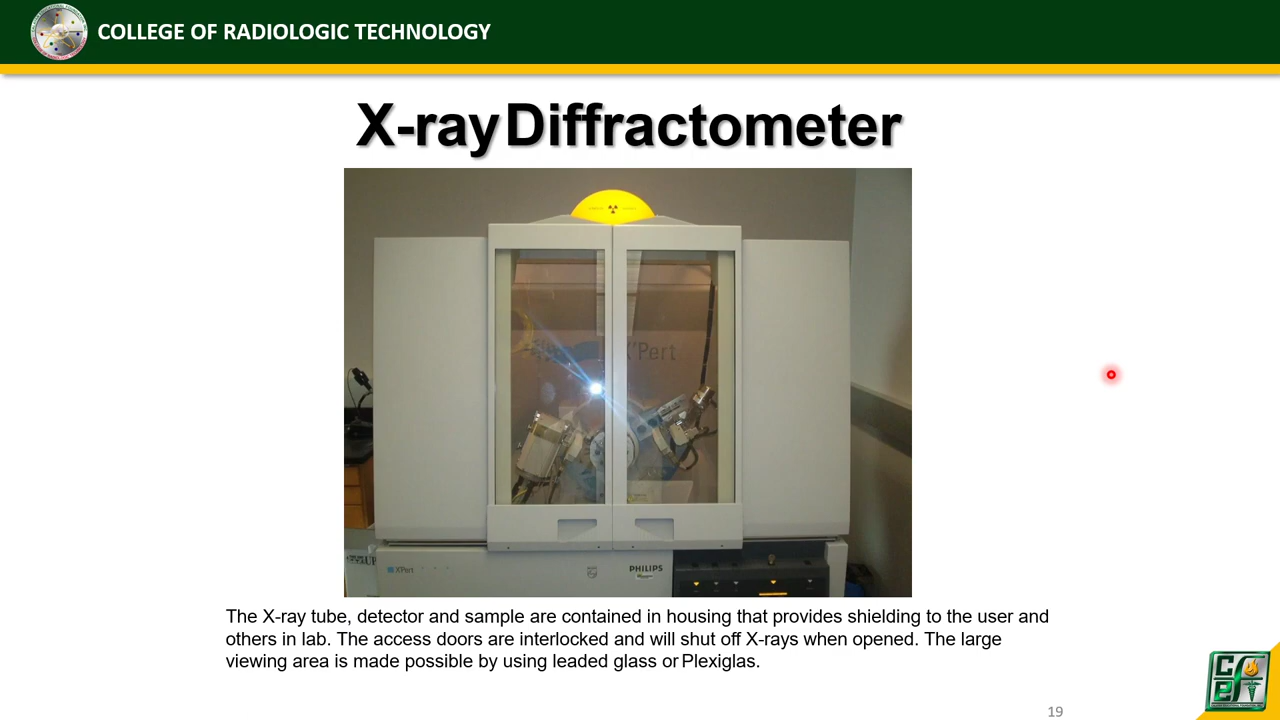 COLLEGE OF RADIOLOGIC TECHNOLOGY
X-ray Diffractometer
X'Pert
X'Pert
PHILIPS
The X-ray tube, detector and sample are contained in housing that provides shielding to the user and
others in lab. The access doors are interlocked and will shut off X-rays when opened. The large
viewing area is made possible by using leaded glass or Plexiglas.
19